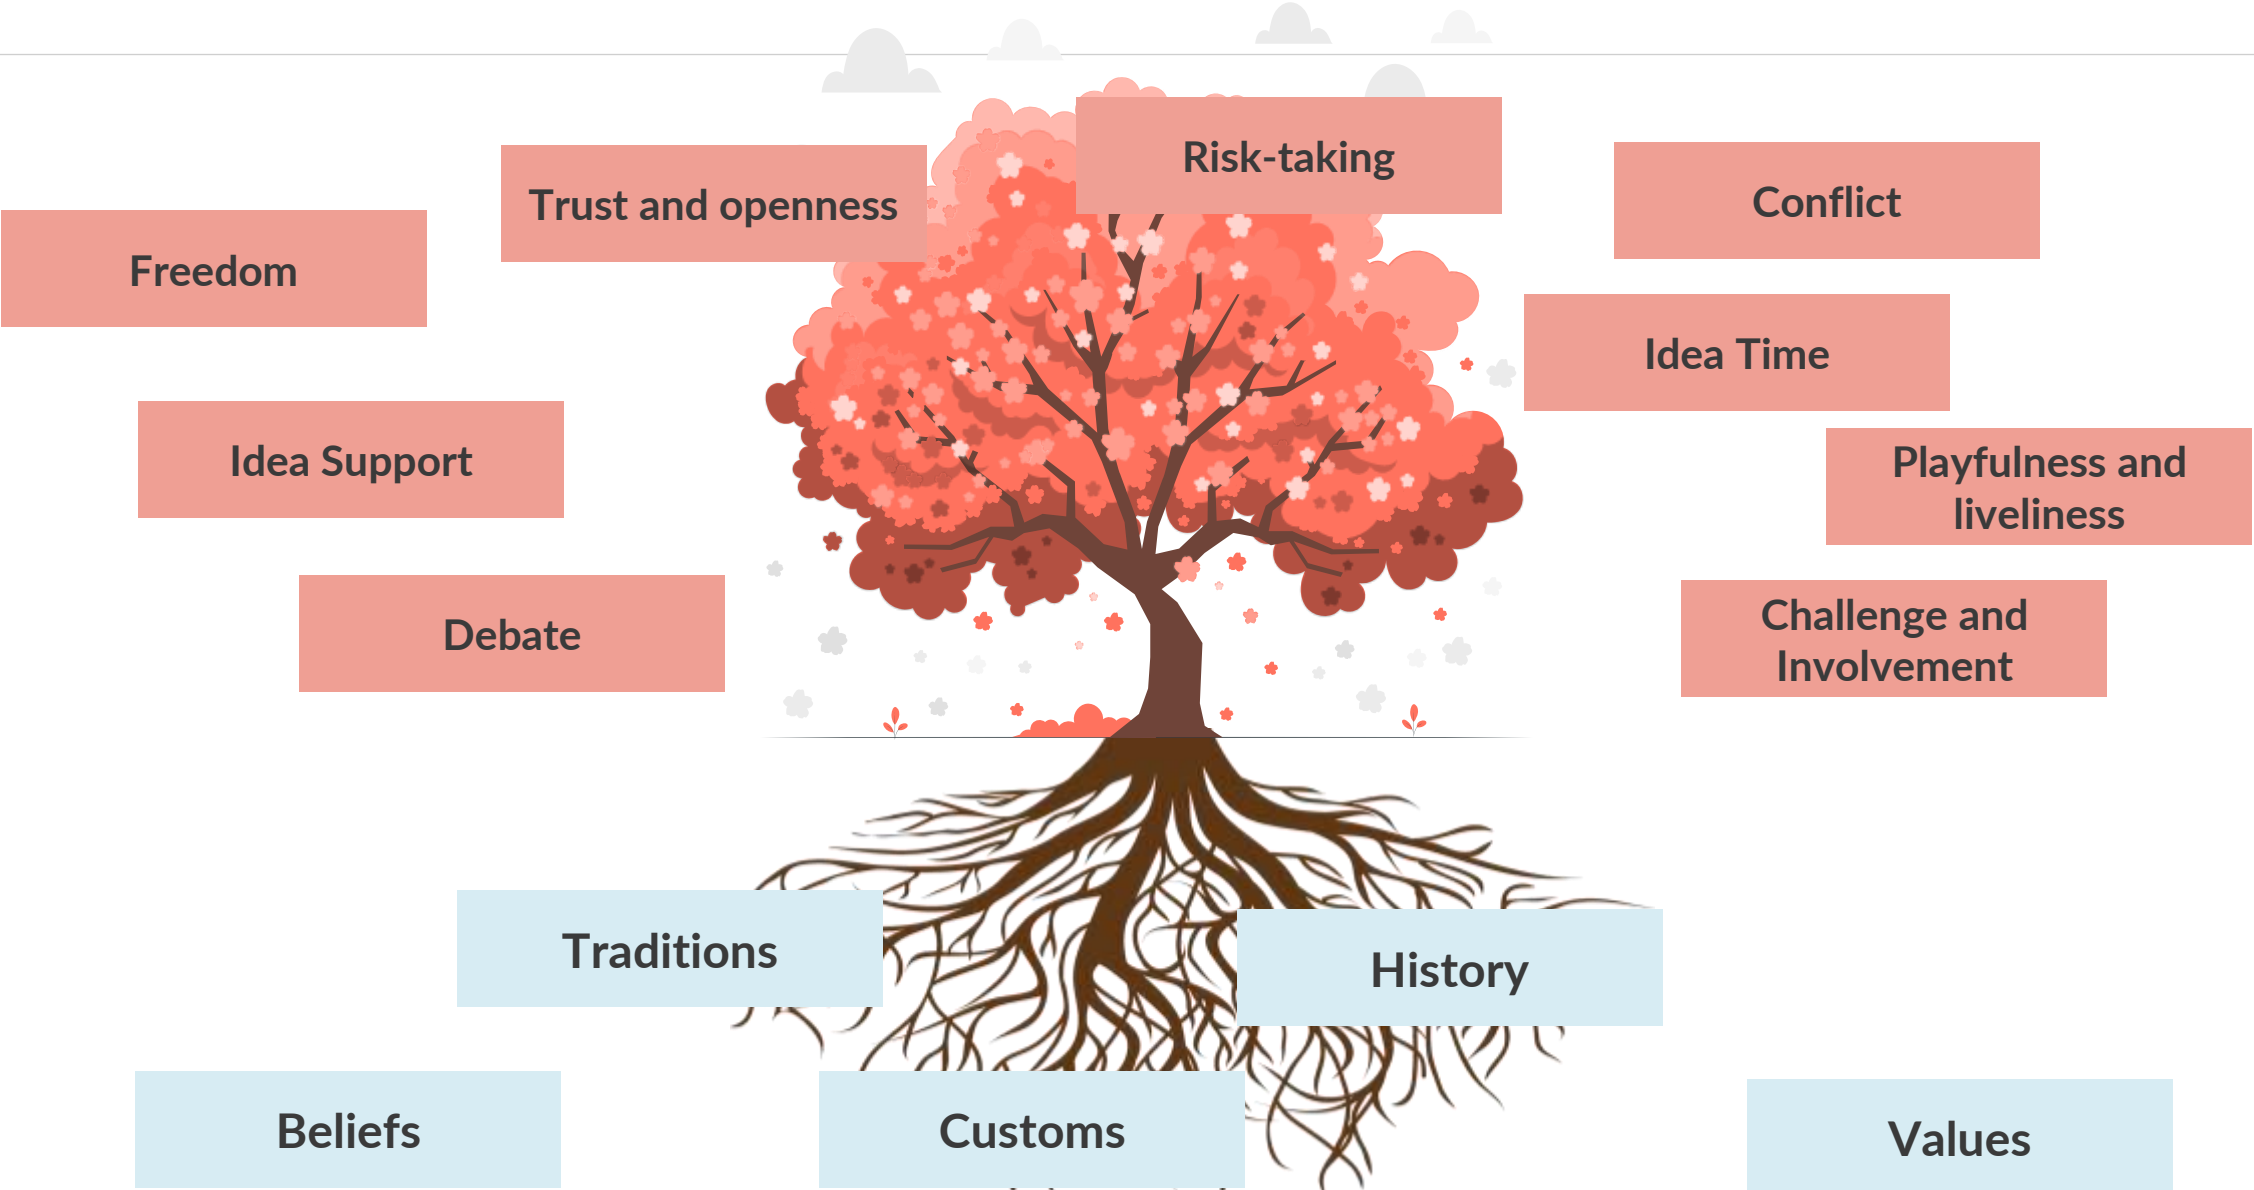 Risk-taking
Trust and openness
Conflict
Freedom
Idea Time
Idea Support
Playfulness and
liveliness
Debate
Challenge and
Involvement
Traditions
History
Beliefs
Customs
Values